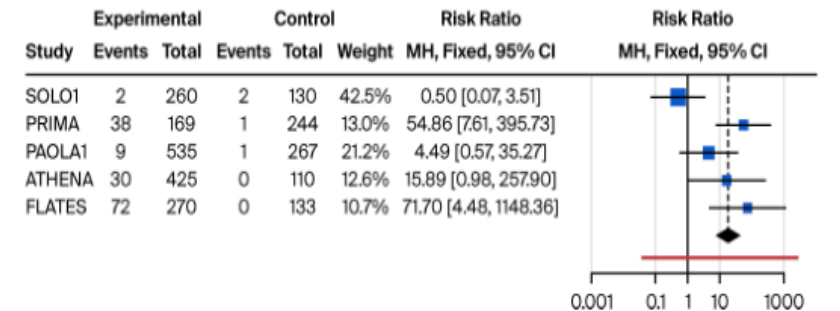 Experimental Control Risk Ratio Risk Ratio
Study Events Total Events Total Weight MH, Fixed, 95% CI MH, Fixed, 95% CI
SOLO1 2 260 2 130 42.5% 0.50 [0.07, 3.51]
PRIMA 38 169 1 244 13.0% 54.86 [7.61, 395.73]
PAOLA1 9 535 1 267 21.2% 4.49 [0.57, 35.27]
ATHENA 30 425 0 110 12.6% 15.89 [0.98, 257.90]
FLATES 72 270 0 133 10.7% 71.70 [4.48, 1148.36]
0.001 0.1 1 10 1000